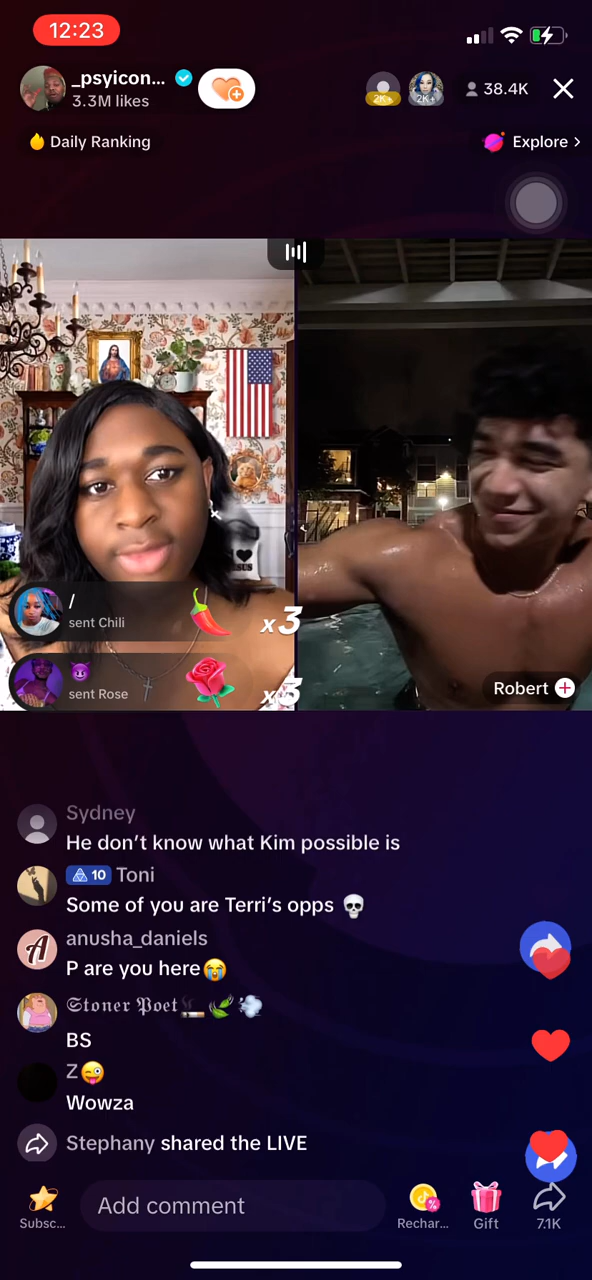 12:23
_psyicon...
3.3M likes
2K+
2K+
38.4K
Daily Ranking
Explore >
/
sent Chili
x3
sent Rose
Robert
Sydney
He don't know what Kim possible is
10 Toni
Some of you are Terri's opps 💀
anusha_daniels
P are you here😭
𝕾𝖙𝖔𝖓𝖊𝖗 𝕻𝖔𝖊𝖙🚬🌿💨
BS
Z😜
Wowza
Stephany shared the LIVE
Subsc...
Add comment
Rechar...
Gift
7.1K